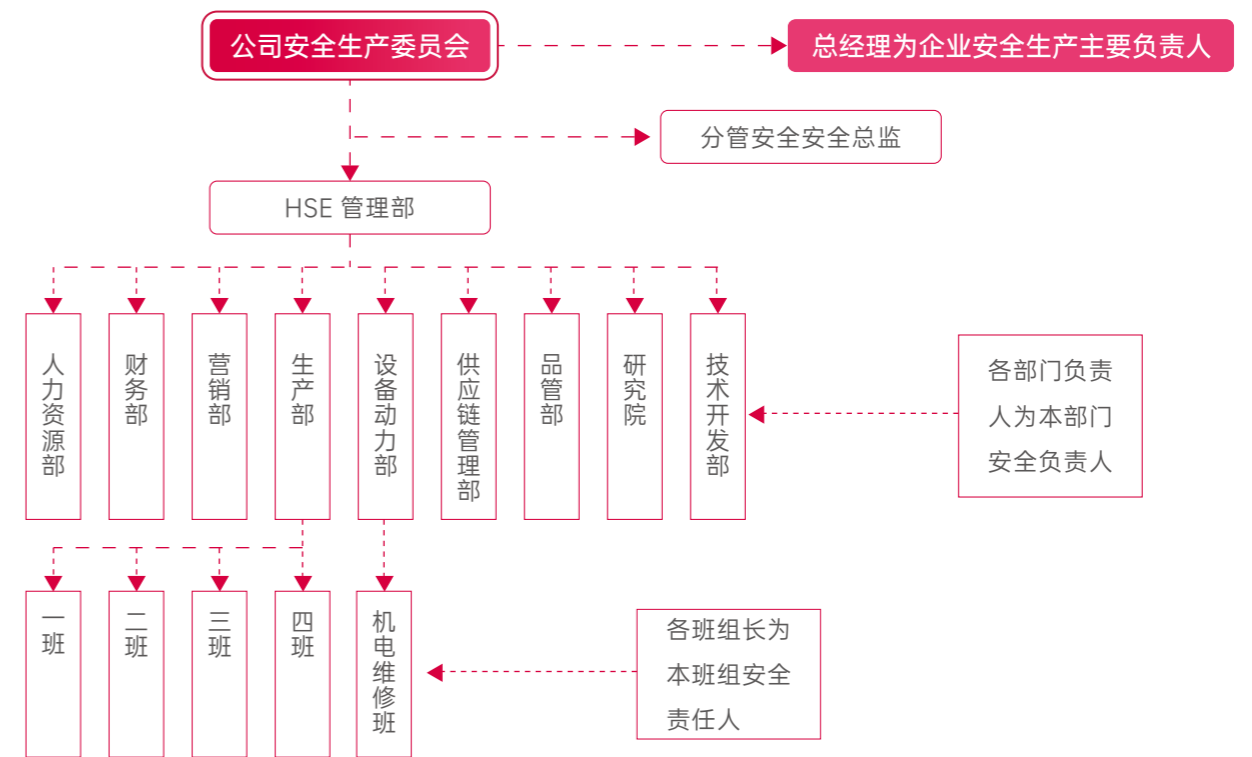 公司安全生产委员会
总经理为企业安全生产主要负责人
分管安全安全总监
HSE 管理部
人力资源部
财务部
营销部
生产部
设备动力部
供应链管理部
品管部
研究院
技术开发部
各部门负责
人为本部门
安全负责人
一班
二班
三班
四班
机电维修班
各班组长为
本班组安全
责任人